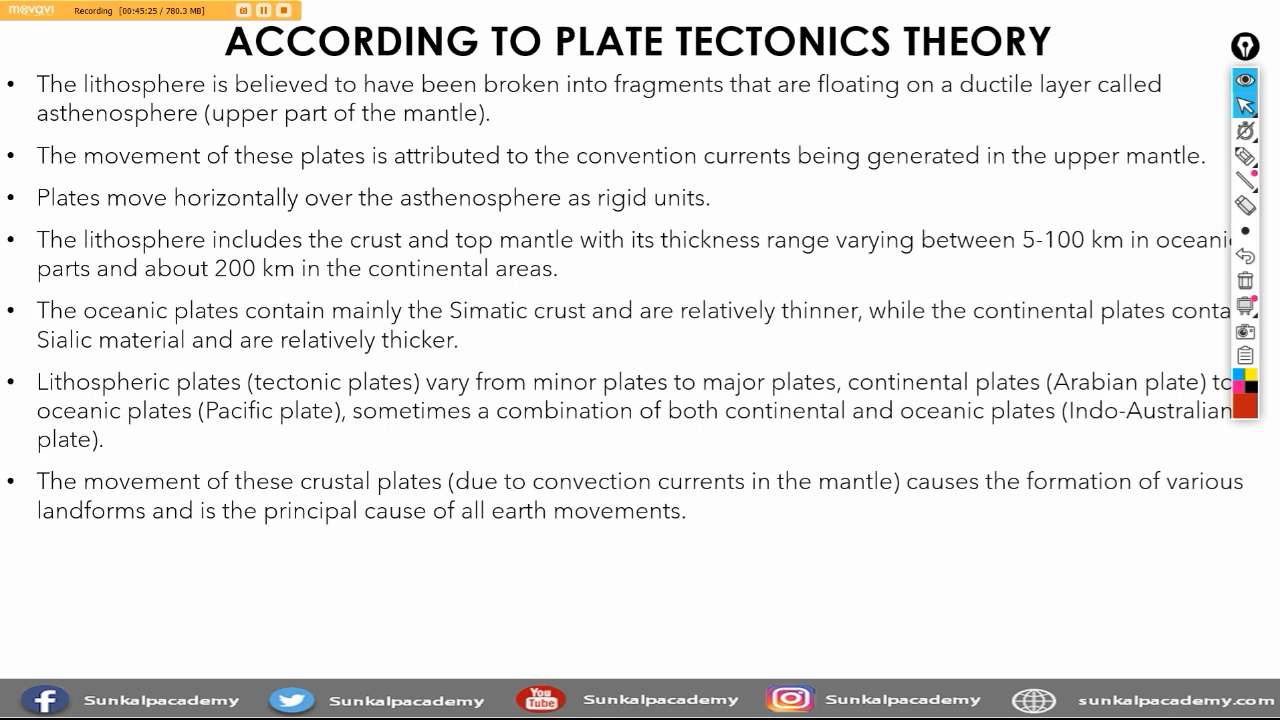 movavi Recording [00:45:25 / 780.3 MB]
ACCORDING TO PLATE TECTONICS THEORY
• The lithosphere is believed to have been broken into fragments that are floating on a ductile layer called
asthenosphere (upper part of the mantle).
• The movement of these plates is attributed to the convention currents being generated in the upper mantle.
• Plates move horizontally over the asthenosphere as rigid units.
• The lithosphere includes the crust and top mantle with its thickness range varying between 5-100 km in oceanic
parts and about 200 km in the continental areas.
• The oceanic plates contain mainly the Simatic crust and are relatively thinner, while the continental plates conta
Sialic material and are relatively thicker.
• Lithospheric plates (tectonic plates) vary from minor plates to major plates, continental plates (Arabian plate) to
oceanic plates (Pacific plate), sometimes a combination of both continental and oceanic plates (Indo-Australian
plate).
• The movement of these crustal plates (due to convection currents in the mantle) causes the formation of various
landforms and is the principal cause of all earth movements.
f Sunkalpacademy Sunkalpacademy You Tube Sunkalpacademy Sunkalpacademy sunkalpacademy.com